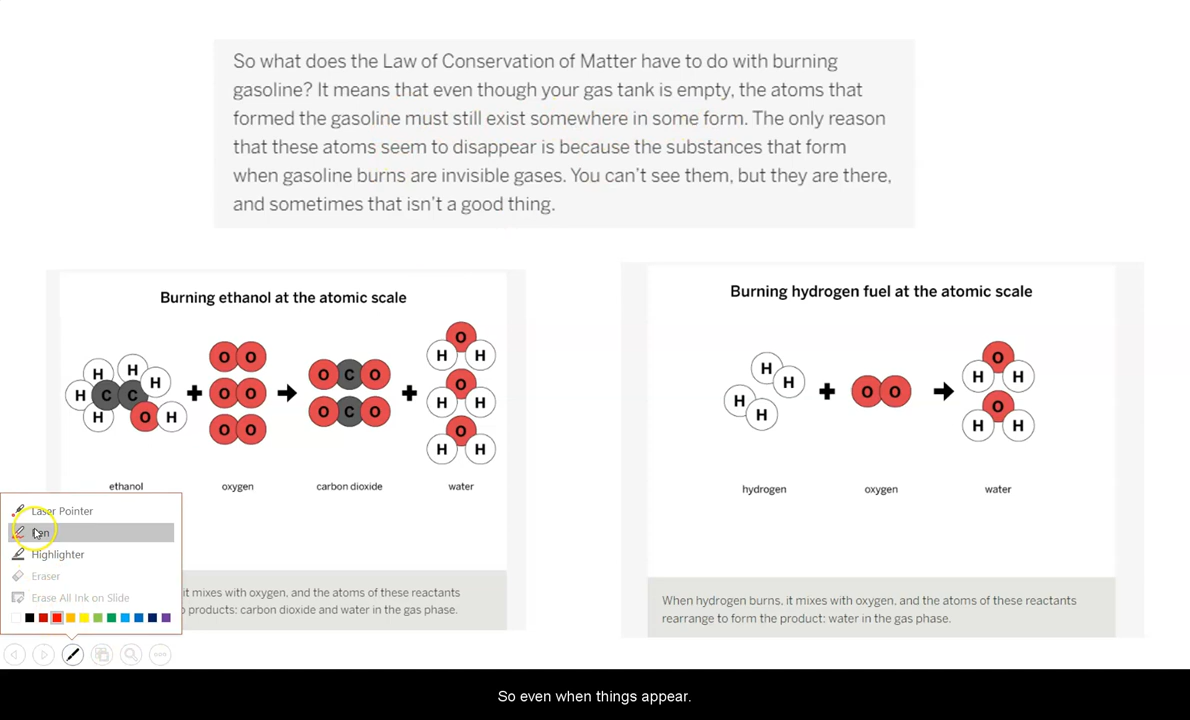 So what does the Law of Conservation of Matter have to do with burning
gasoline? It means that even though your gas tank is empty, the atoms that
formed the gasoline must still exist somewhere in some form. The only reason
that these atoms seem to disappear is because the substances that form
when gasoline burns are invisible gases. You can't see them, but they are there,
and sometimes that isn't a good thing.
Burning ethanol at the atomic scale
H H H H C C H O H
+
O O
O O
O O
O C O
O C O
+
O
H H
O
H H
O
H H
ethanol oxygen carbon dioxide water
it mixes with oxygen, and the atoms of these reactants
products: carbon dioxide and water in the gas phase.
Burning hydrogen fuel at the atomic scale
H H
H H
+
O O
O
H H
O
H H
hydrogen oxygen water
When hydrogen burns, it mixes with oxygen, and the atoms of these reactants
rearrange to form the product: water in the gas phase.
Laser Pointer
Pen
Highlighter
Eraser
Erase All Ink on Slide
So even when things appear.